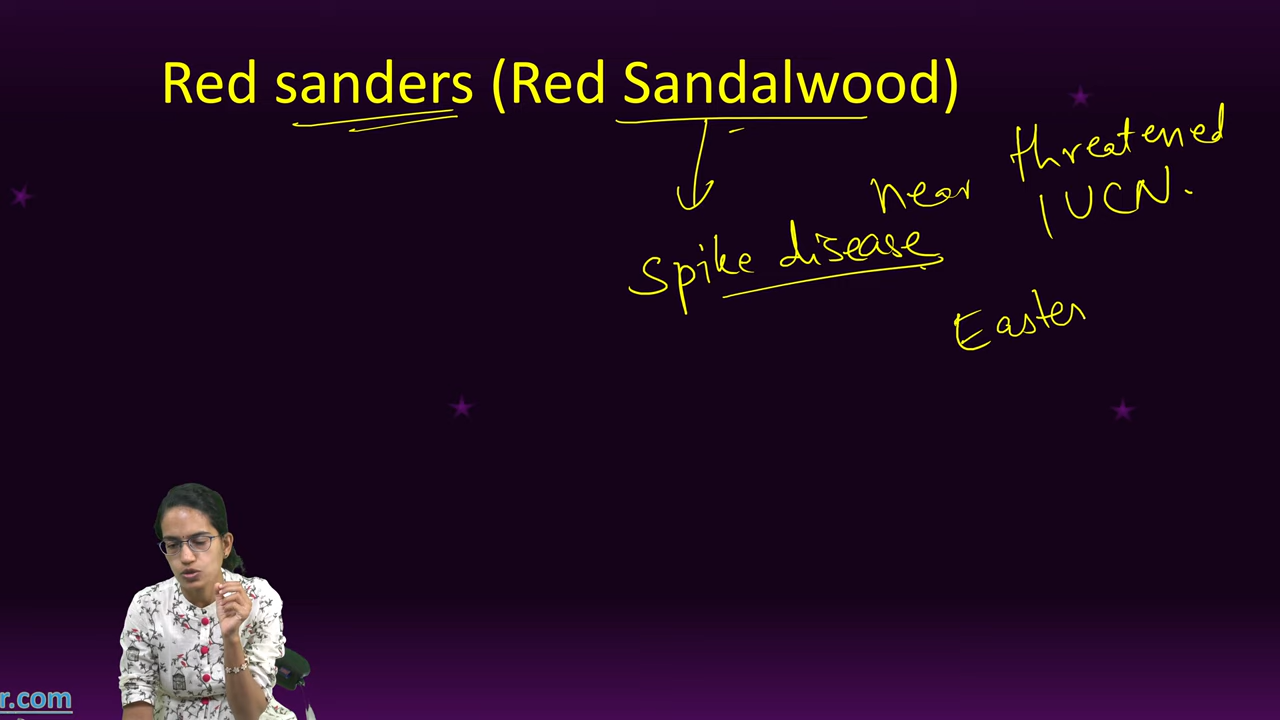 Red sanders (Red Sandalwood)
near threatened
IUCN.
Spike disease
Easter
r.com